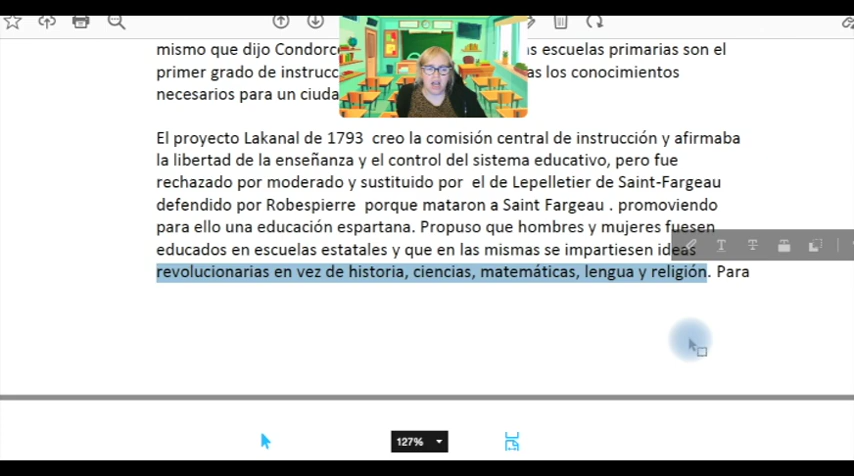 mismo que dijo Condorc as escuelas primarias son el
primer grado de instrucc as los conocimientos
necesarios para un ciuda
El proyecto Lakanal de 1793 creo la comisión central de instrucción y afirmaba
la libertad de la enseñanza y el control del sistema educativo, pero fue
rechazado por moderado y sustituido por el de Lepelletier de Saint-Fargeau
defendido por Robespierre porque mataron a Saint Fargeau . promoviendo
para ello una educación espartana. Propuso que hombres y mujeres fuesen
educados en escuelas estatales y que en las mismas se impartiesen ideas
revolucionarias en vez de historia, ciencias, matemáticas, lengua y religión. Para
127%